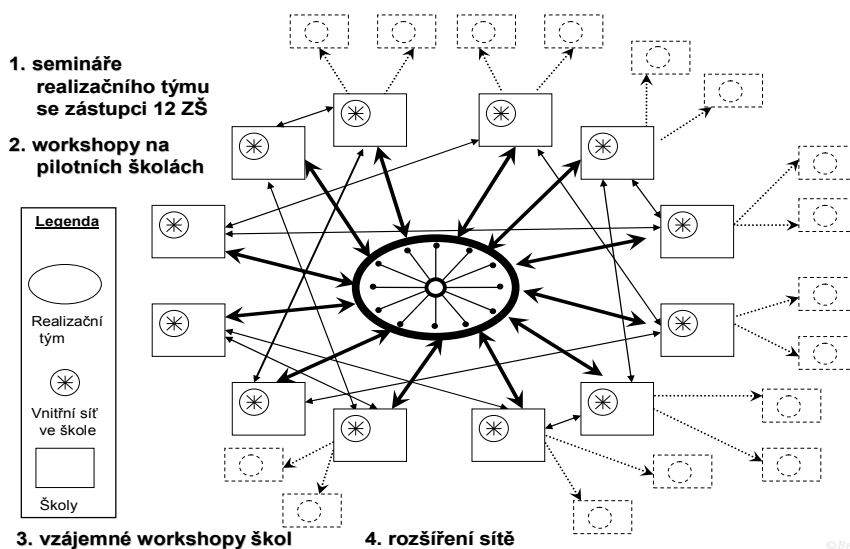 1. semináře
realizačního týmu
se zástupci 12 ZŠ
2. workshopy na
pilotních školách
Legenda
Realizační
tým
Vnitřní síť
ve škole
Školy
3. vzájemné workshopy škol
4. rozšíření sítě